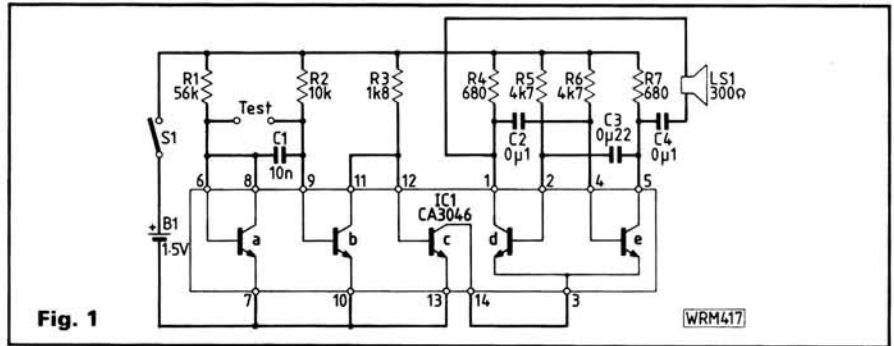 R1
56k
Test
R2
10k
C1
10n
R3
1k8
R4
680
R5
4k7
R6
4k7
R7
680
C2
0µ1
C3
0µ22
C4
0µ1
LS1
300Ω
S1
B1
1·5V
+
6
8
9
11
12
1
2
4
5
IC1
CA3046
a
b
c
d
e
7
10
13
14
3
Fig. 1
WRM417